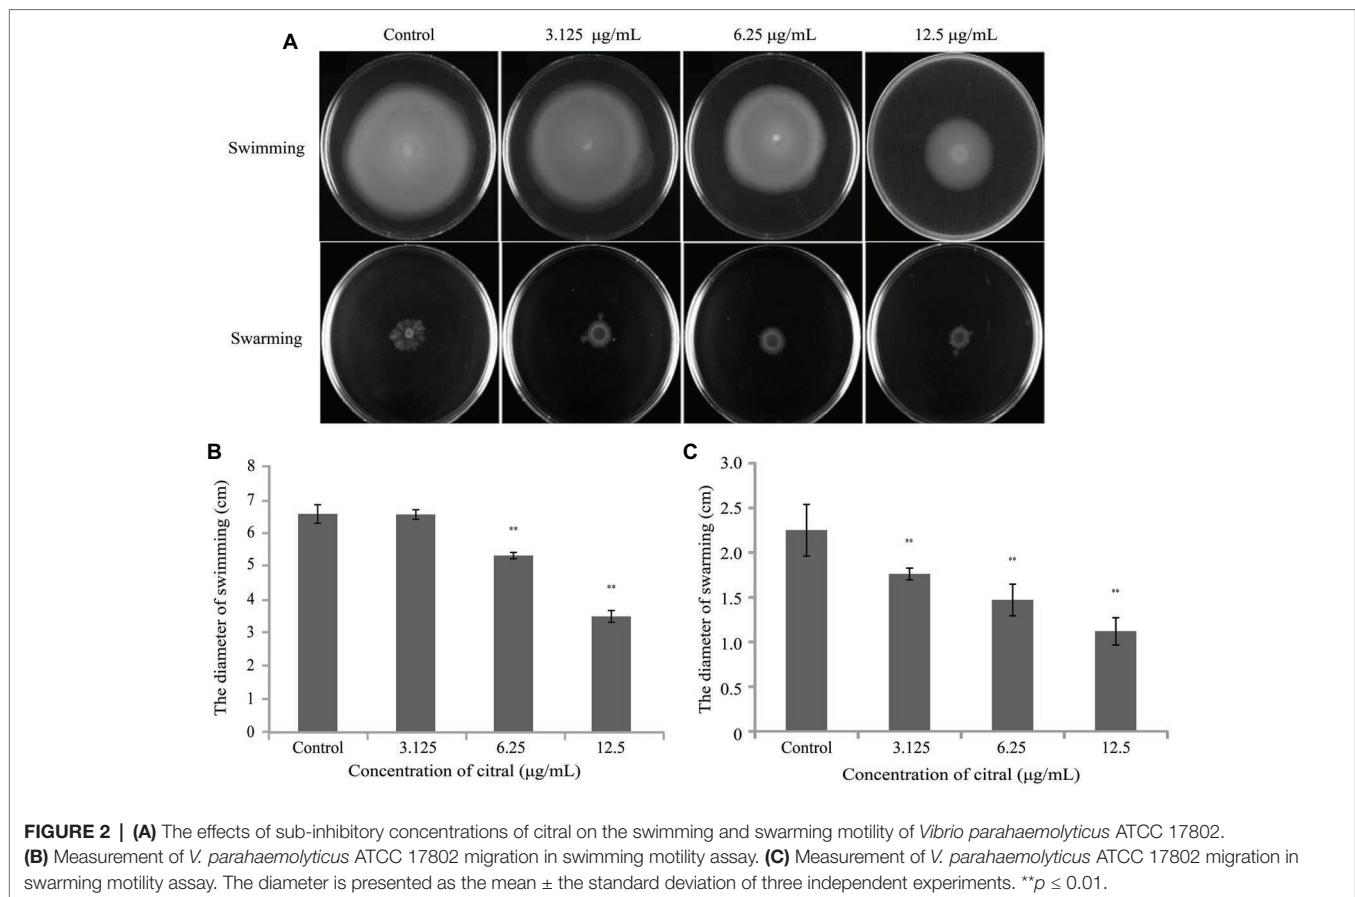 A
Control 3.125 µg/mL 6.25 µg/mL 12.5 µg/mL
Swimming
Swarming
B
8
7
6
5
4
3
2
1
0
The diameter of swimming (cm)
**
**
Control 3.125 6.25 12.5
Concentration of citral (µg/mL)
C
3.0
2.5
2.0
1.5
1.0
0.5
0
The diameter of swarming (cm)
**
**
**
Control 3.125 6.25 12.5
Concentration of citral (µg/mL)
FIGURE 2 | (A) The effects of sub-inhibitory concentrations of citral on the swimming and swarming motility of Vibrio parahaemolyticus ATCC 17802.
(B) Measurement of V. parahaemolyticus ATCC 17802 migration in swimming motility assay. (C) Measurement of V. parahaemolyticus ATCC 17802 migration in
swarming motility assay. The diameter is presented as the mean ± the standard deviation of three independent experiments. **p ≤ 0.01.